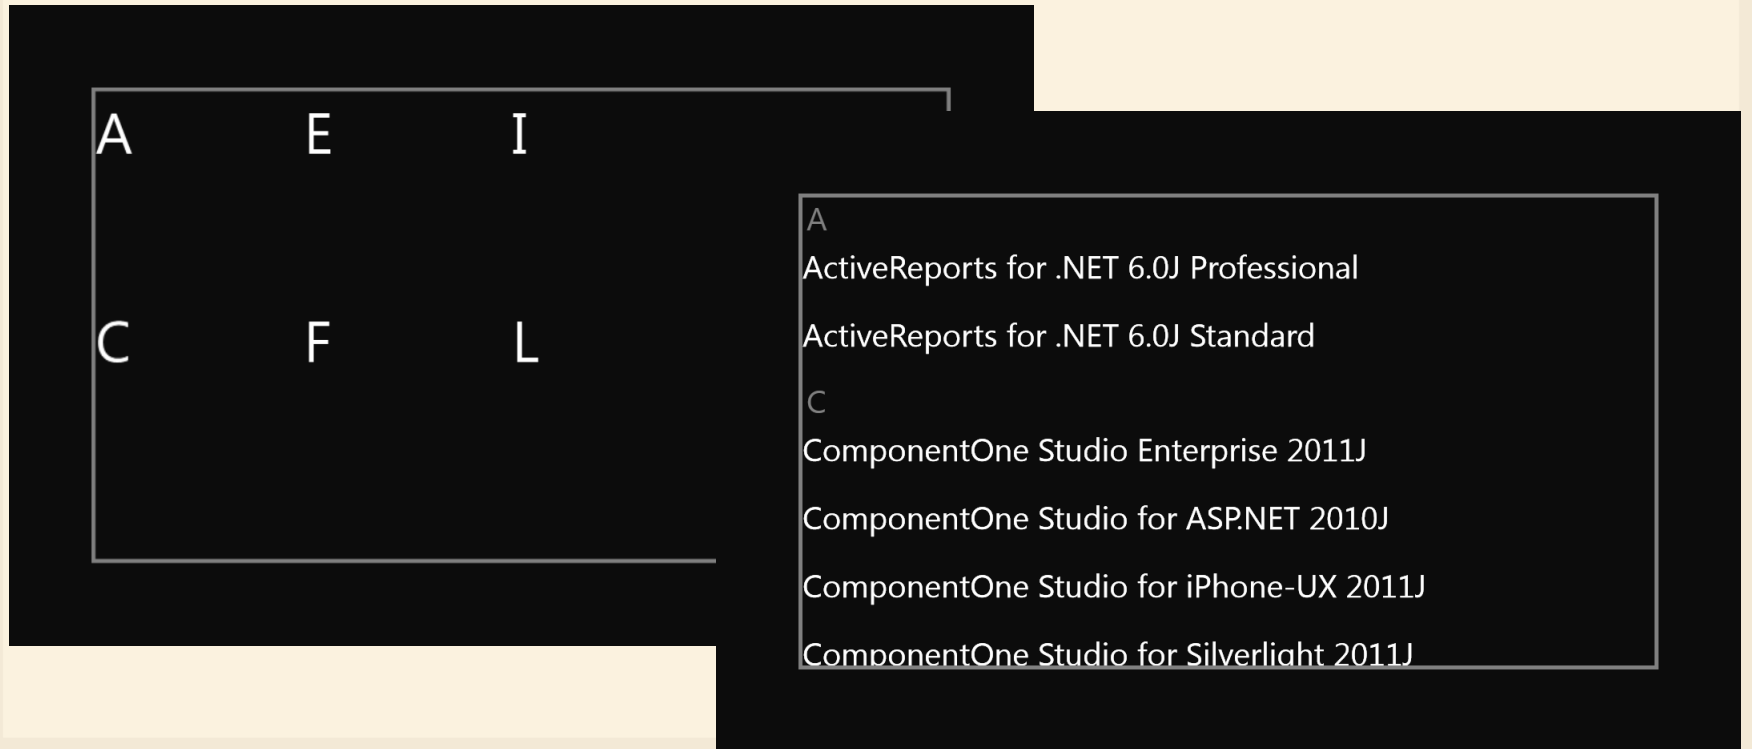 A E I
C F L
A
ActiveReports for .NET 6.0J Professional
ActiveReports for .NET 6.0J Standard
C
ComponentOne Studio Enterprise 2011J
ComponentOne Studio for ASP.NET 2010J
ComponentOne Studio for iPhone-UX 2011J
ComponentOne Studio for Silverlight 2011J